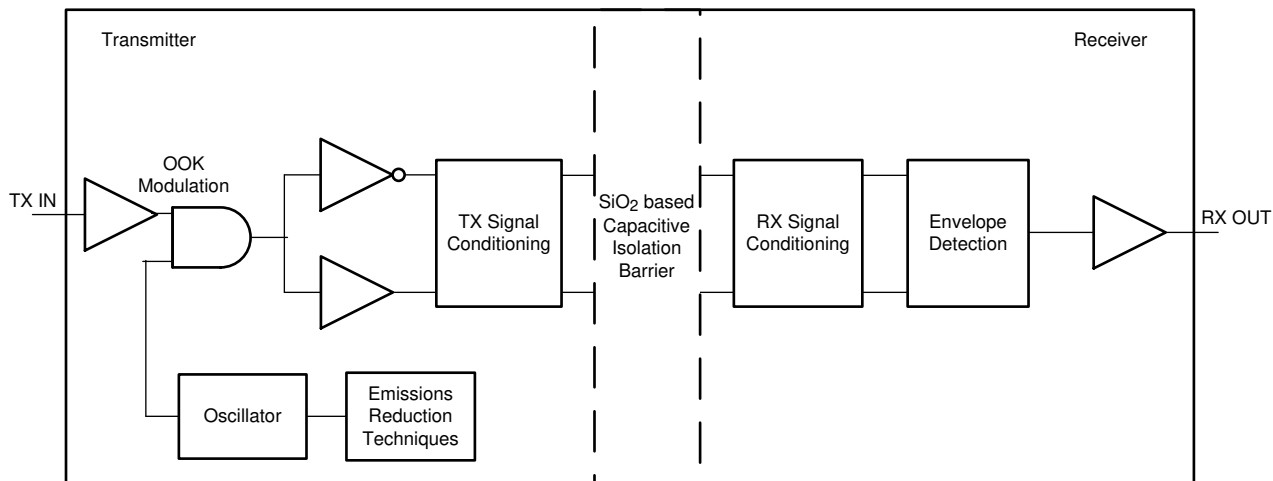 Transmitter
Receiver
OOK
Modulation
TX IN
TX Signal
Conditioning
SiO2 based
Capacitive
Isolation
Barrier
RX Signal
Conditioning
Envelope
Detection
RX OUT
Oscillator
Emissions
Reduction
Techniques